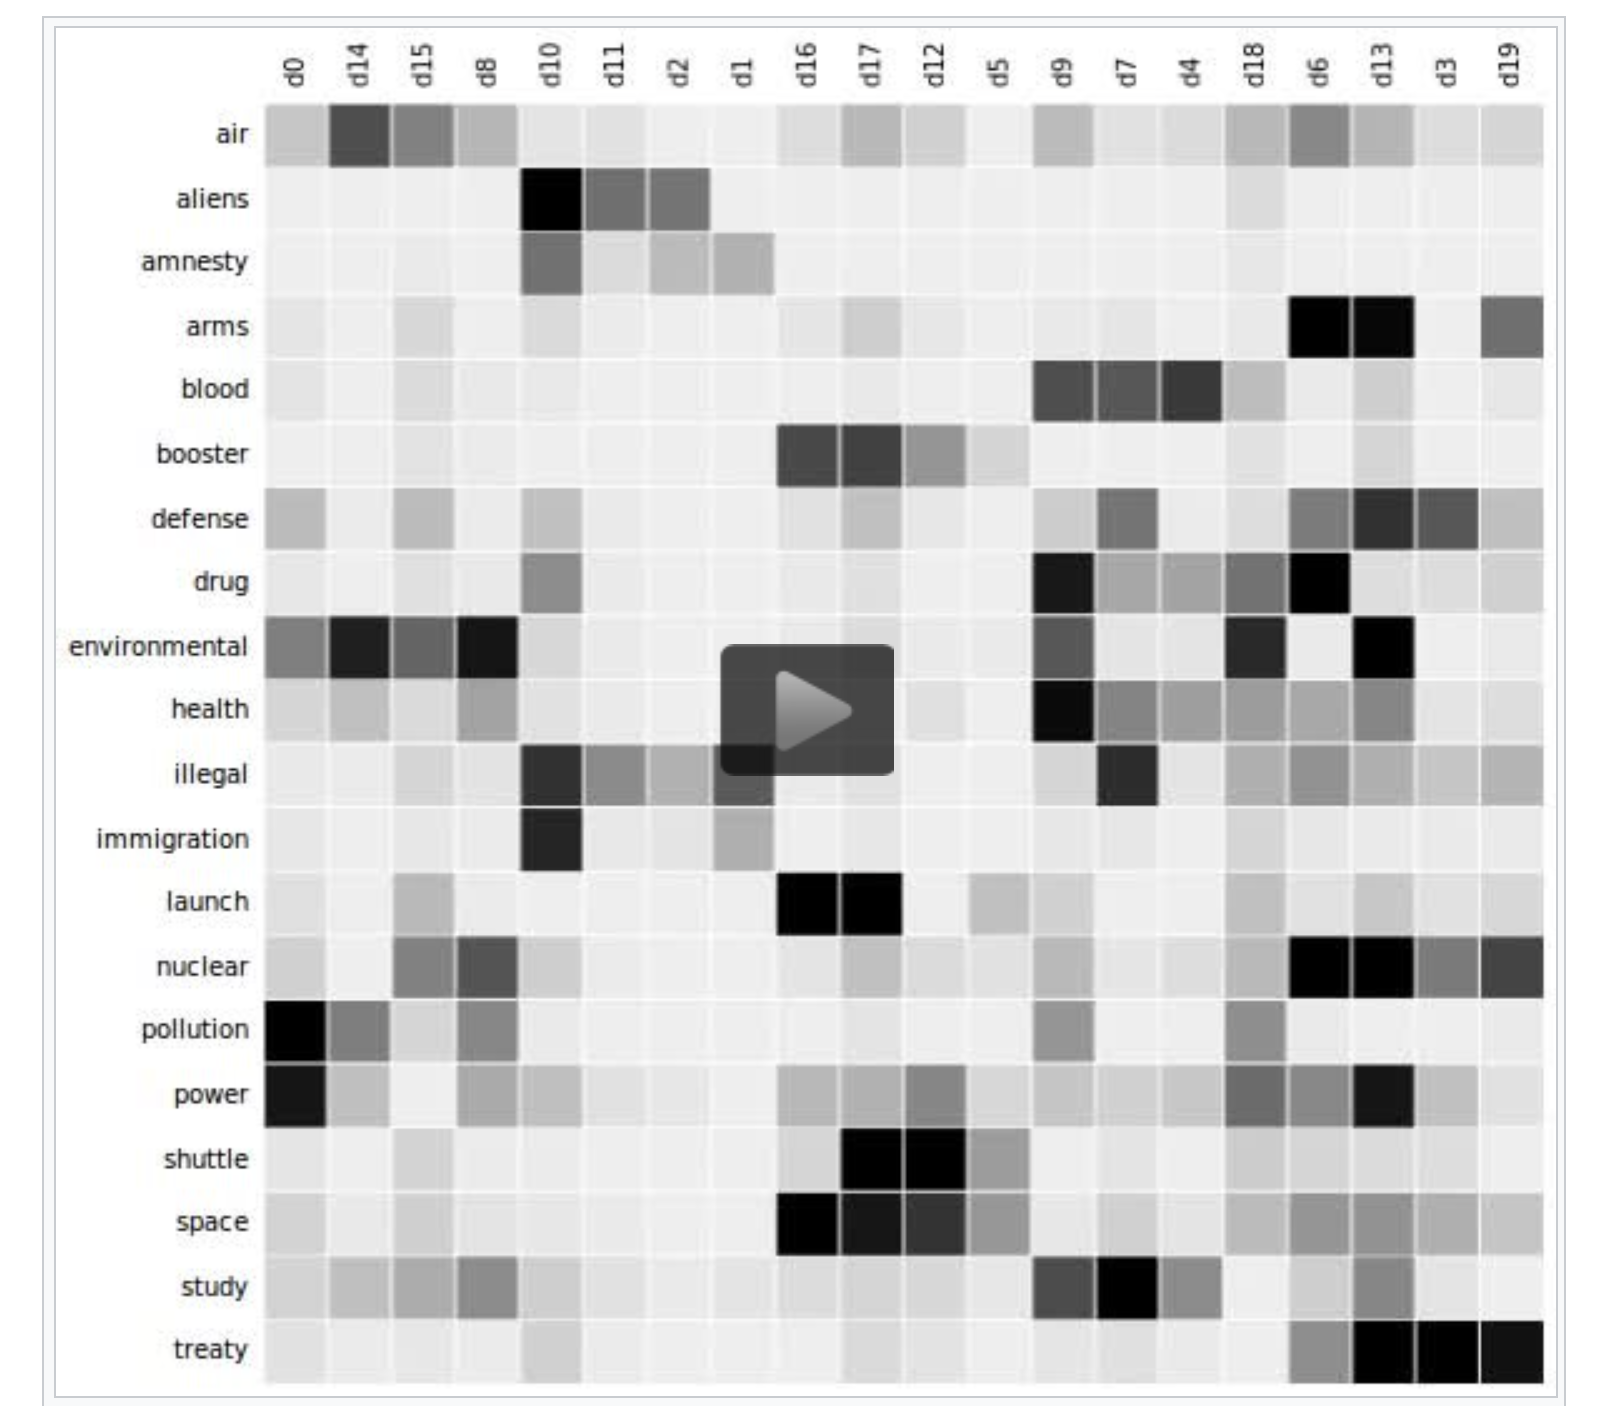 d0 d14 d15 d8 d10 d11 d2 d1 d16 d17 d12 d5 d9 d7 d4 d18 d6 d13 d3 d19
air
aliens
amnesty
arms
blood
booster
defense
drug
environmental
health
illegal
immigration
launch
nuclear
pollution
power
shuttle
space
study
treaty